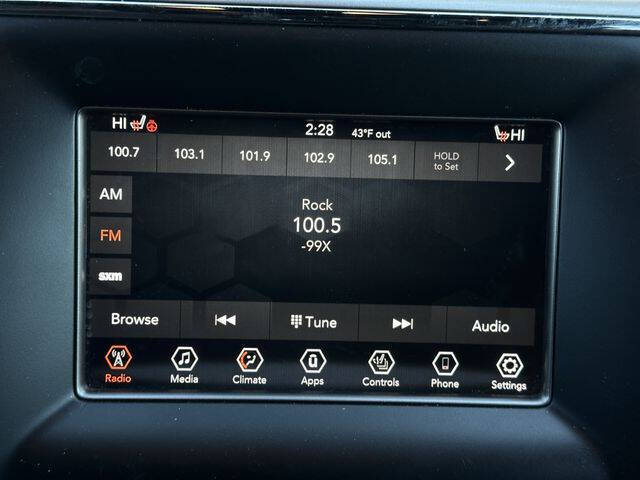 HI 2:28 43°F out HI
100.7 103.1 101.9 102.9 105.1 HOLD
to Set
AM
FM
sxm
Rock
100.5
-99X
Browse Tune Audio
Radio Media Climate Apps Controls Phone Settings